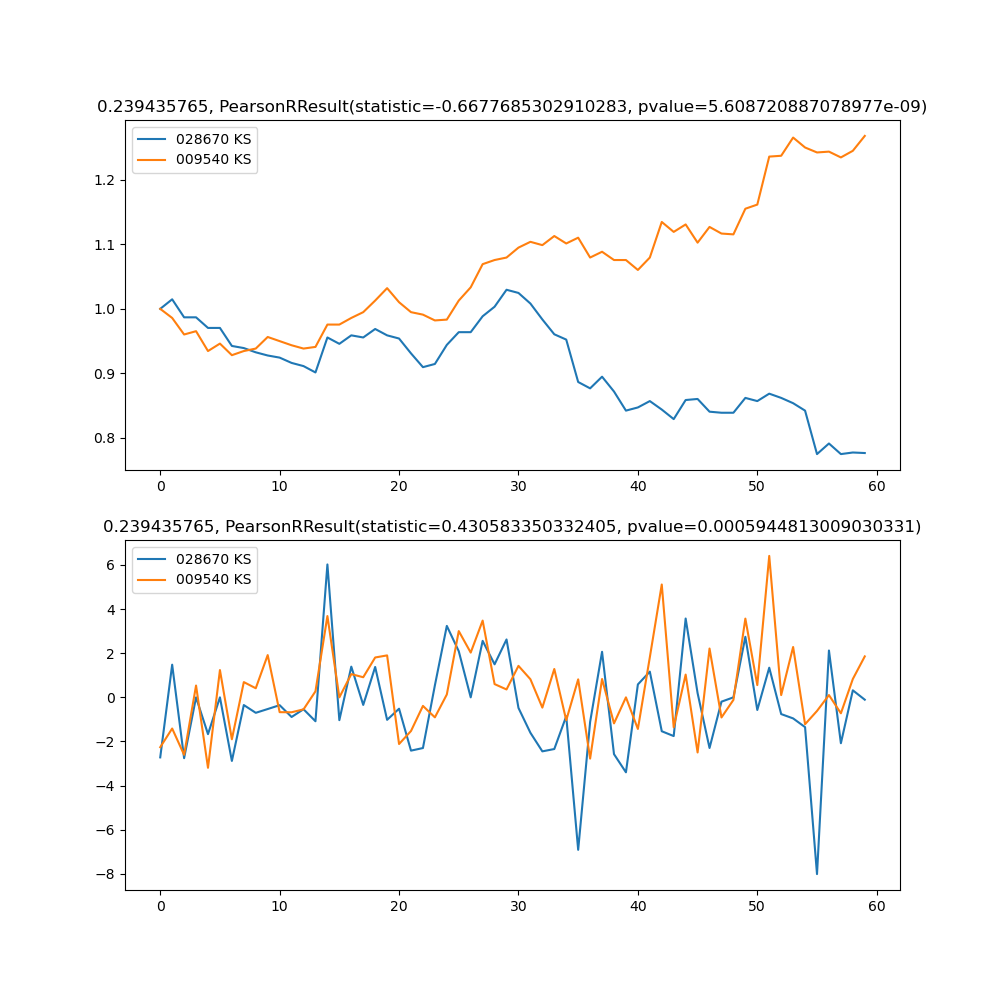 0.239435765, PearsonRResult(statistic=-0.6677685302910283, pvalue=5.608720887078977e-09)
028670 KS
009540 KS
1.2
1.1
1.0
0.9
0.8
0 10 20 30 40 50 60
0.239435765, PearsonRResult(statistic=0.430583350332405, pvalue=0.0005944813009030331)
028670 KS
009540 KS
6
4
2
0
−2
−4
−6
−8
0 10 20 30 40 50 60